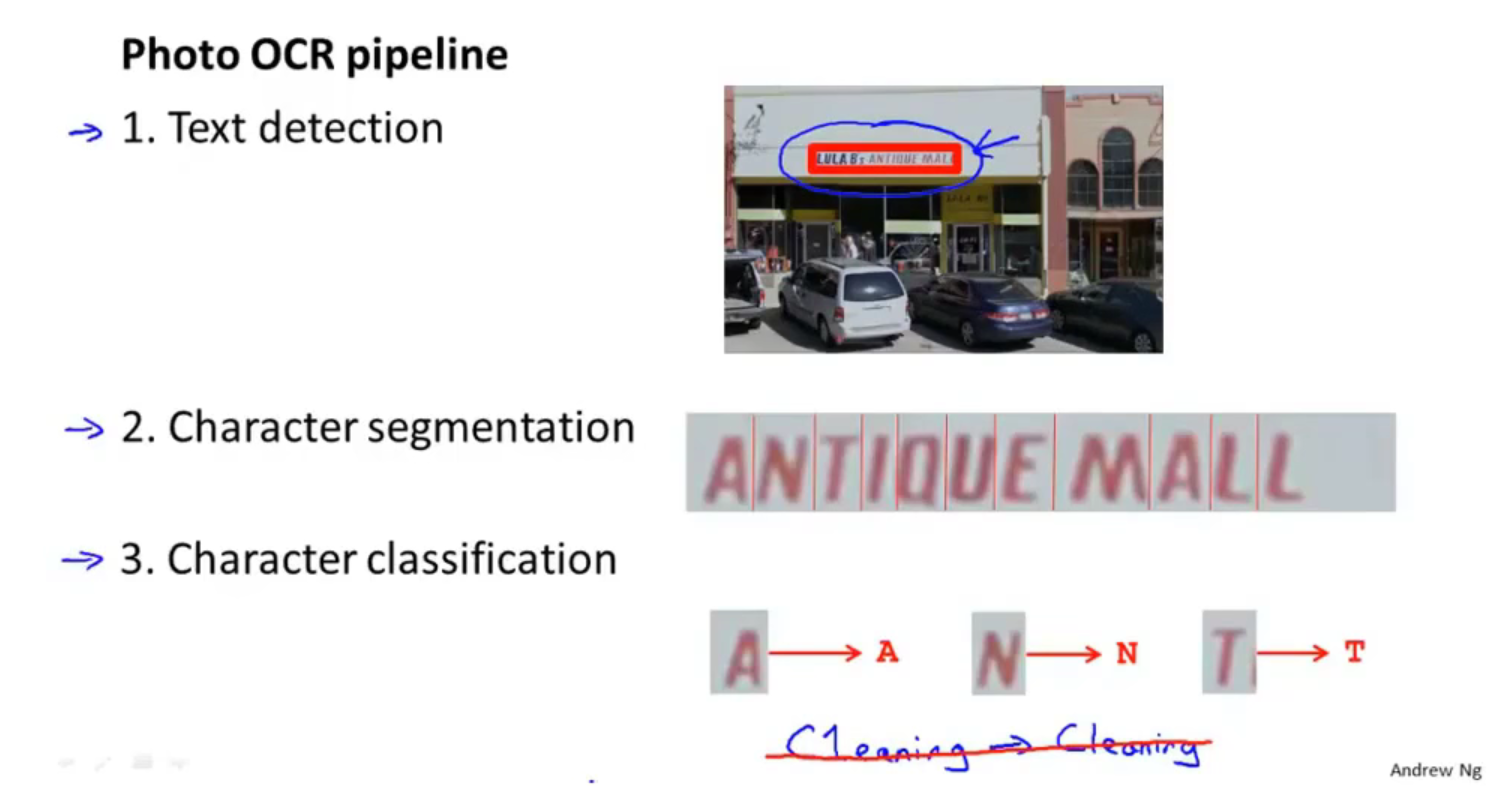 Photo OCR pipeline
→ 1. Text detection
LULA B's ANTIQUE MALL
→ 2. Character segmentation
ANTIQUE MALL
→ 3. Character classification
A → A N → N T → T
C1eaning → Cleaning
Andrew Ng